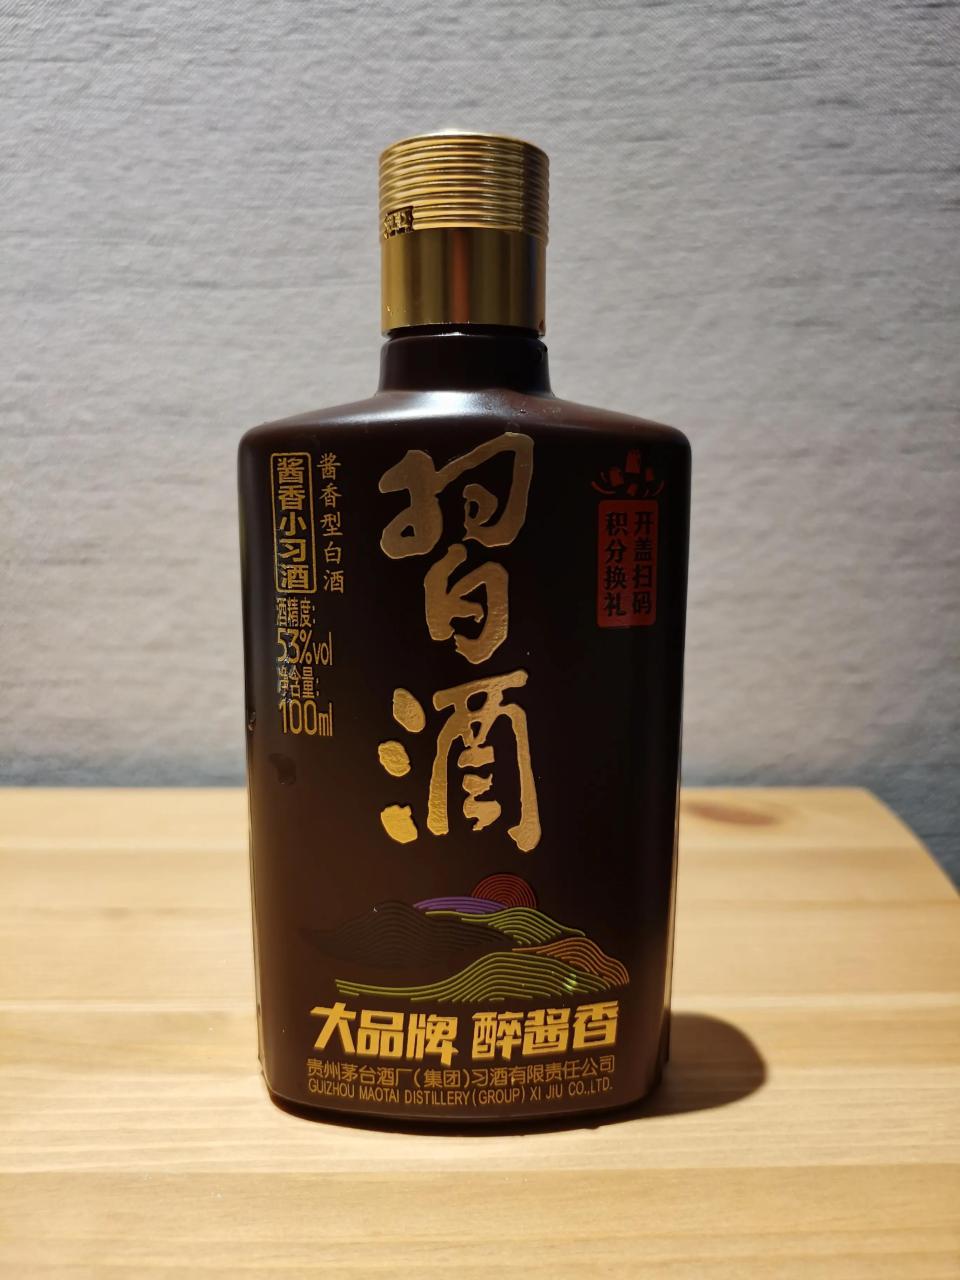 习酒
酱香小习酒
酱香型白酒
酒精度:
53%vol
净含量:
100ml
开盖扫码
积分换礼
大品牌 醉酱香
贵州茅台酒厂(集团)习酒有限责任公司
GUIZHOU MAOTAI DISTILLERY(GROUP) XI JIU CO.,LTD.